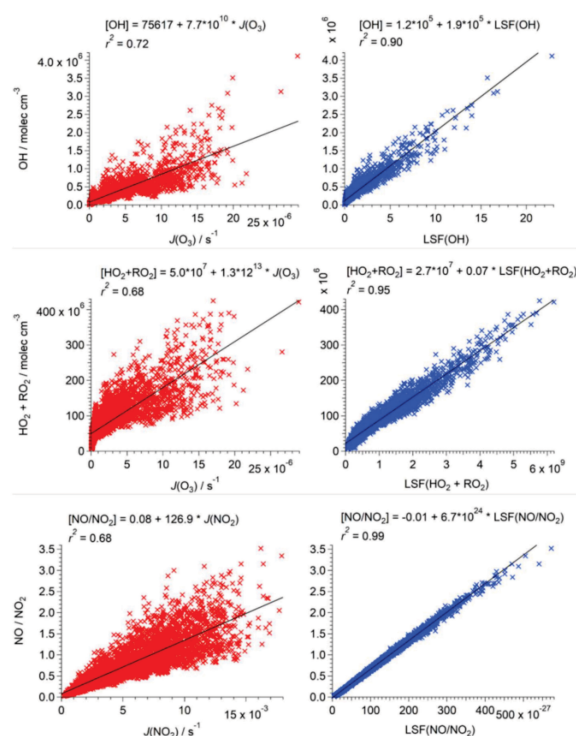 [OH] = 75617 + 7.7*10^10 * J(O3)
r^2 = 0.72
4.0 x 10^6
3.5
3.0
2.5
2.0
1.5
1.0
0.5
0.0
OH / molec cm^-3
0 5 10 15 20
25 x 10^-6
J(O3) / s^-1
[OH] = 1.2*10^5 + 1.9*10^5 * LSF(OH)
r^2 = 0.90
x 10^6
4.0
3.5
3.0
2.5
2.0
1.5
1.0
0.5
0.0
0 5 10 15 20
LSF(OH)
[HO2+RO2] = 5.0*10^7 + 1.3*12^13 * J(O3)
r^2 = 0.68
400 x 10^6
300
200
100
0
HO2 + RO2 / molec cm^-3
0 5 10 15 20
25 x 10^-6
J(O3) / s^-1
[HO2+RO2] = 2.7*10^7 + 0.07 * LSF(HO2+RO2)
r^2 = 0.95
x 10^6
400
300
200
100
0
0 1 2 3 4 5 6 x 10^9
LSF(HO2 + RO2)
[NO/NO2] = 0.08 + 126.9 * J(NO2)
r^2 = 0.68
3.5
3.0
2.5
2.0
1.5
1.0
0.5
0.0
NO / NO2
0 5 10
15 x 10^-3
J(NO2) / s^-1
[NO/NO2] = -0.01 + 6.7*10^24 * LSF(NO/NO2)
r^2 = 0.99
3.5
3.0
2.5
2.0
1.5
1.0
0.5
0.0
0 100 200 300 400
500 x 10^-27
LSF(NO/NO2)